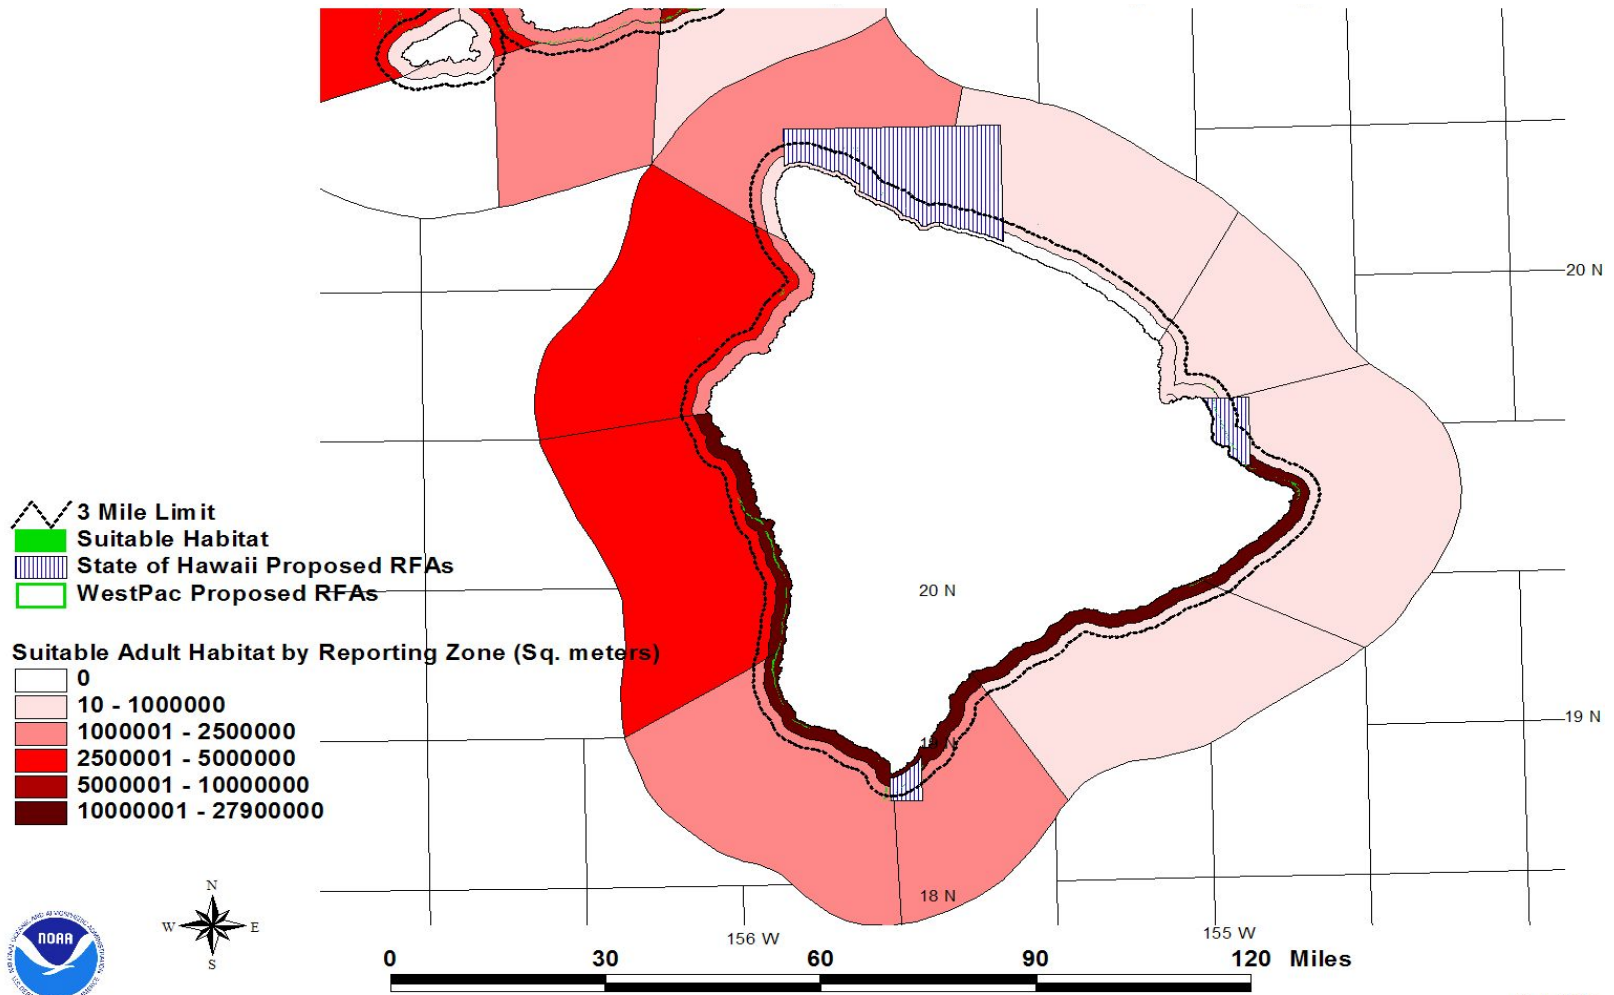 20 N
3 Mile Limit
Suitable Habitat
State of Hawaii Proposed RFAs
WestPac Proposed RFAs
20 N
Suitable Adult Habitat by Reporting Zone (Sq. meters)
0
10 - 1000000
1000001 - 2500000
2500001 - 5000000
5000001 - 10000000
10000001 - 27900000
19 N
19 N
18 N
N
W E
S
156 W
155 W
0 30 60 90 120 Miles
NOAA